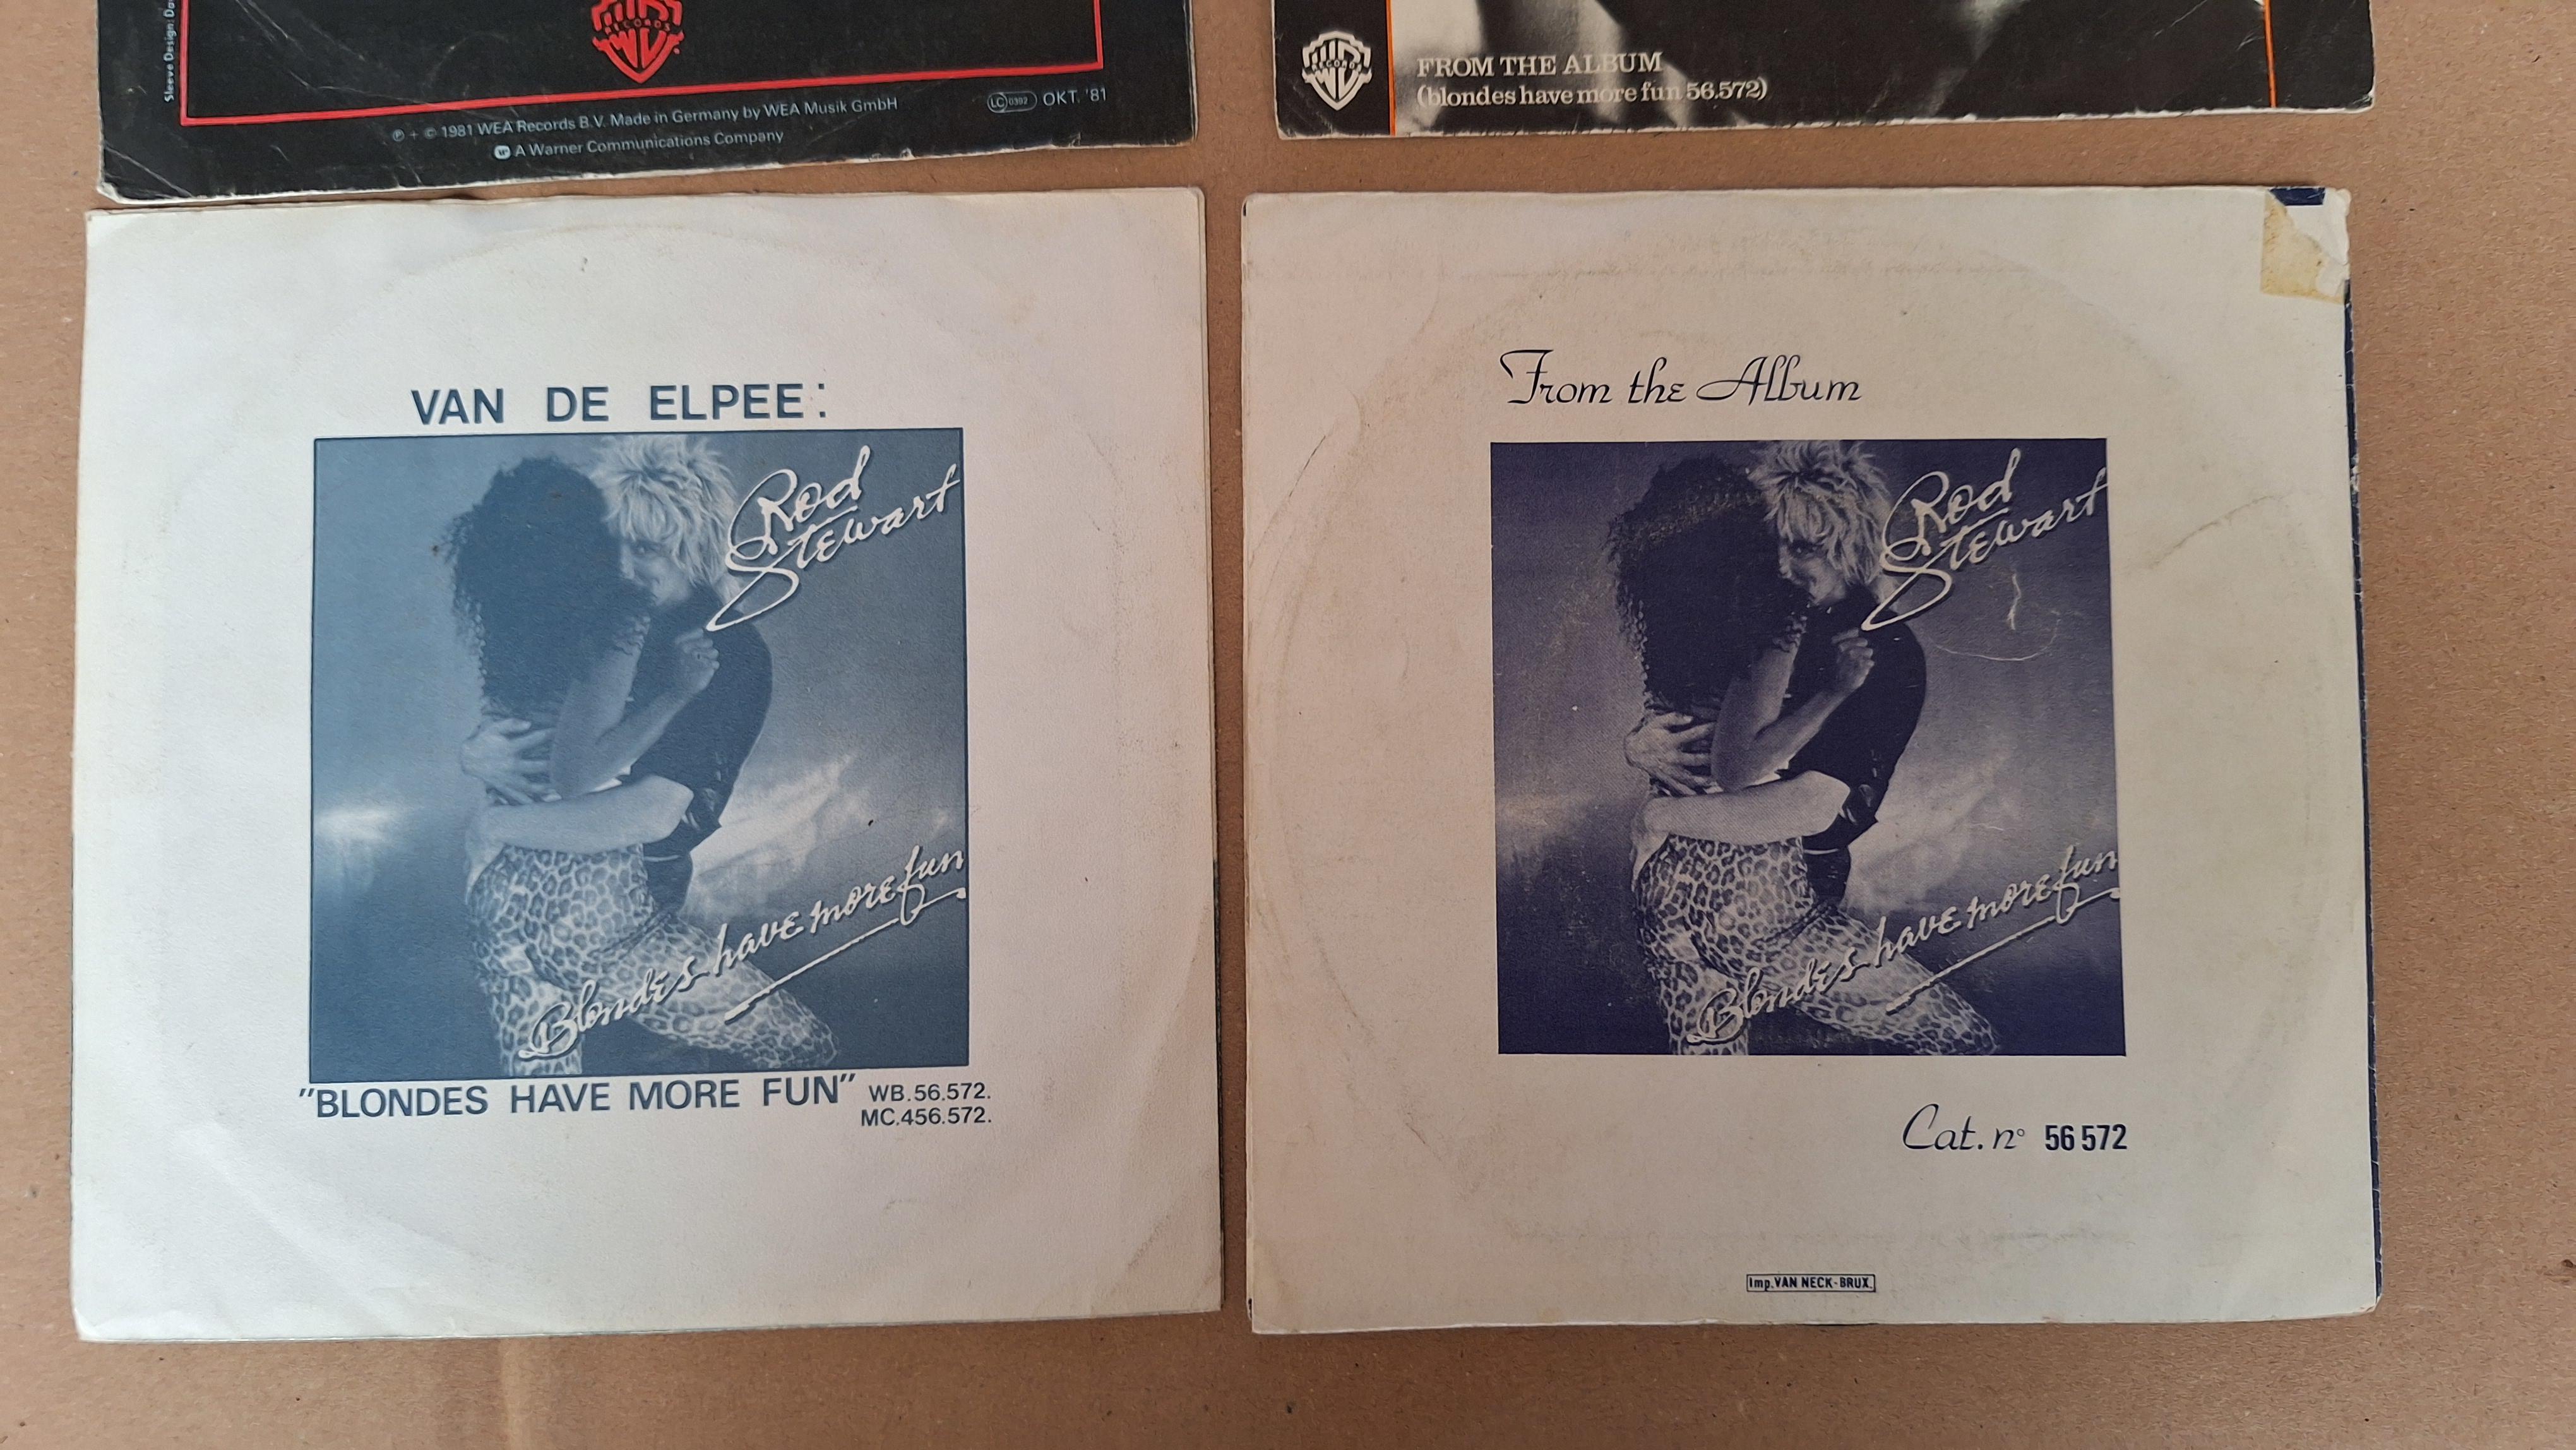 Sleeve Design:
WB
RECORDS
℗ + © 1981 WEA Records B.V. Made in Germany by WEA Musik GmbH
A Warner Communications Company
LC 0392 OKT. '81
RECORDS
FROM THE ALBUM
(blondes have more fun 56.572)
VAN DE ELPEE:
Rod
Stewart
Blondes have more fun
"BLONDES HAVE MORE FUN" WB.56.572.
MC.456.572.
From the Album
Rod
Stewart
Blondes have more fun
Cat. n° 56 572
Imp. VAN NECK-BRUX.